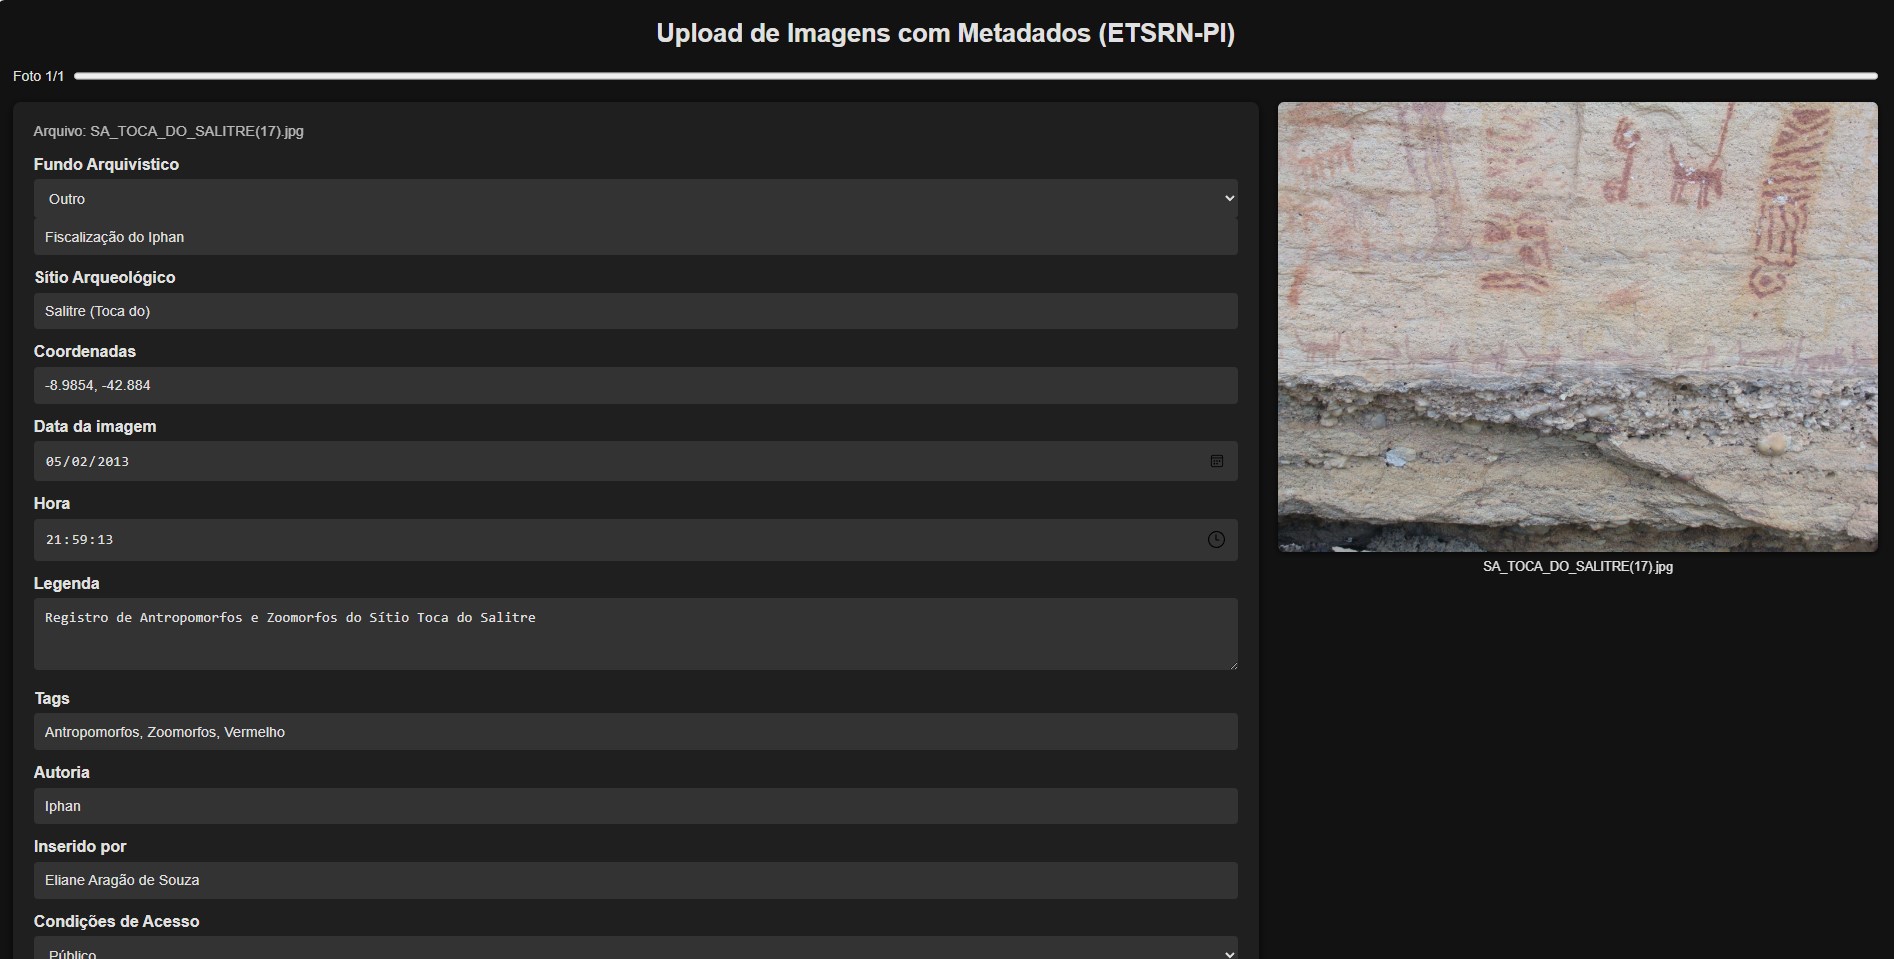 Upload de Imagens com Metadados (ETSRN-PI)
Foto 1/1
Arquivo: SA_TOCA_DO_SALITRE(17).jpg
Fundo Arquivístico
Outro
Fiscalização do Iphan
Sítio Arqueológico
Salitre (Toca do)
Coordenadas
-8.9854, -42.884
Data da imagem
05/02/2013
Hora
21:59:13
Legenda
Registro de Antropomorfos e Zoomorfos do Sítio Toca do Salitre
Tags
Antropomorfos, Zoomorfos, Vermelho
Autoria
Iphan
Inserido por
Eliane Aragão de Souza
Condições de Acesso
Público
SA_TOCA_DO_SALITRE(17).jpg